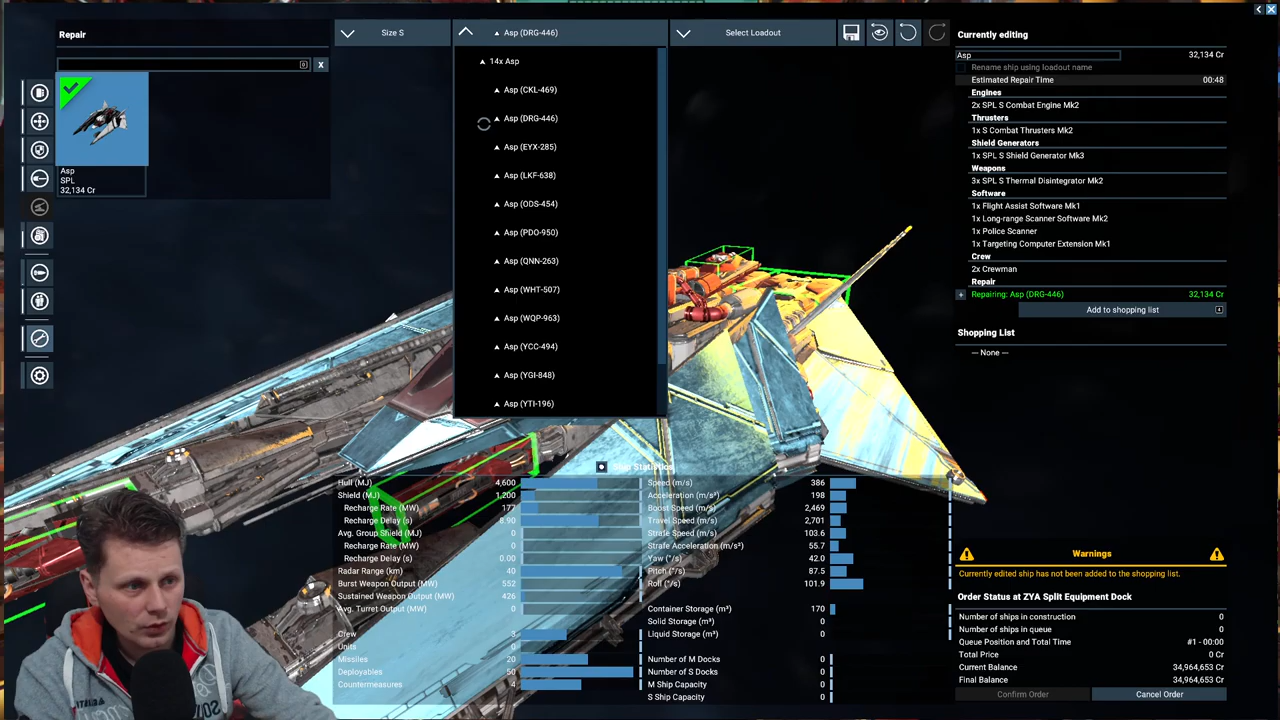 Repair
x
Asp
SPL
32,134 Cr
Size S
Asp (DRG-446)
Select Loadout
14x Asp
Asp (CKL-469)
Asp (DRG-446)
Asp (EYX-285)
Asp (LKF-638)
Asp (ODS-454)
Asp (PDO-950)
Asp (QNN-263)
Asp (WHT-507)
Asp (WQP-963)
Asp (YCC-494)
Asp (YGI-848)
Asp (YTI-196)
Ship Statistics
Hull (MJ) 4,600
Shield (MJ) 1,200
Recharge Rate (MW) 177
Recharge Delay (s) 8.90
Avg. Group Shield (MJ) 0
Recharge Rate (MW) 0
Recharge Delay (s) 0.00
Radar Range (km) 40
Burst Weapon Output (MW) 552
Sustained Weapon Output (MW) 426
Avg. Turret Output (MW) 0
Crew 3
Units 0
Missiles 20
Deployables 50
Countermeasures 4
Speed (m/s) 386
Acceleration (m/s²) 198
Boost Speed (m/s) 2,469
Travel Speed (m/s) 2,701
Strafe Speed (m/s) 103.6
Strafe Acceleration (m/s²) 55.7
Yaw (°/s) 42.0
Pitch (°/s) 87.5
Roll (°/s) 101.9
Container Storage (m³) 170
Solid Storage (m³) 0
Liquid Storage (m³) 0
Number of M Docks 0
Number of S Docks 0
M Ship Capacity 0
S Ship Capacity 0
Currently editing
Asp 32,134 Cr
Rename ship using loadout name
Estimated Repair Time 00:48
Engines
2x SPL S Combat Engine Mk2
Thrusters
1x S Combat Thrusters Mk2
Shield Generators
1x SPL S Shield Generator Mk3
Weapons
3x SPL S Thermal Disintegrator Mk2
Software
1x Flight Assist Software Mk1
1x Long-range Scanner Software Mk2
1x Police Scanner
1x Targeting Computer Extension Mk1
Crew
2x Crewman
Repair
+ Repairing: Asp (DRG-446) 32,134 Cr
Add to shopping list
Shopping List
--- None ---
Warnings
Currently edited ship has not been added to the shopping list.
Order Status at ZYA Split Equipment Dock
Number of ships in construction 0
Number of ships in queue 0
Queue Position and Total Time #1 - 00:00
Total Price 0 Cr
Current Balance 34,964,653 Cr
Final Balance 34,964,653 Cr
Confirm Order
Cancel Order